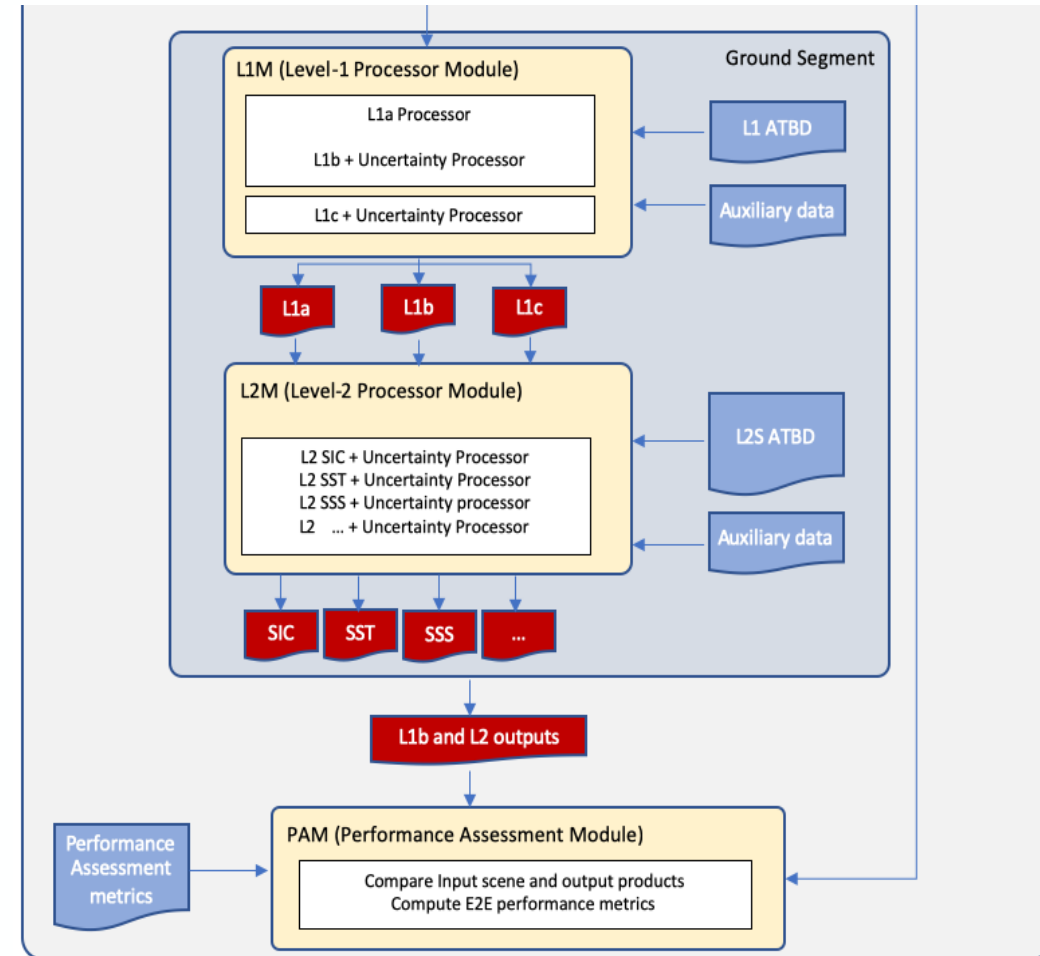 Ground Segment
L1M (Level-1 Processor Module)
L1a Processor
L1b + Uncertainty Processor
L1c + Uncertainty Processor
L1 ATBD
Auxiliary data
L1a
L1b
L1c
L2M (Level-2 Processor Module)
L2 SIC + Uncertainty Processor
L2 SST + Uncertainty Processor
L2 SSS + Uncertainty processor
L2 ... + Uncertainty Processor
L2S ATBD
Auxiliary data
SIC
SST
SSS
...
L1b and L2 outputs
PAM (Performance Assessment Module)
Compare Input scene and output products
Compute E2E performance metrics
Performance
Assessment
metrics